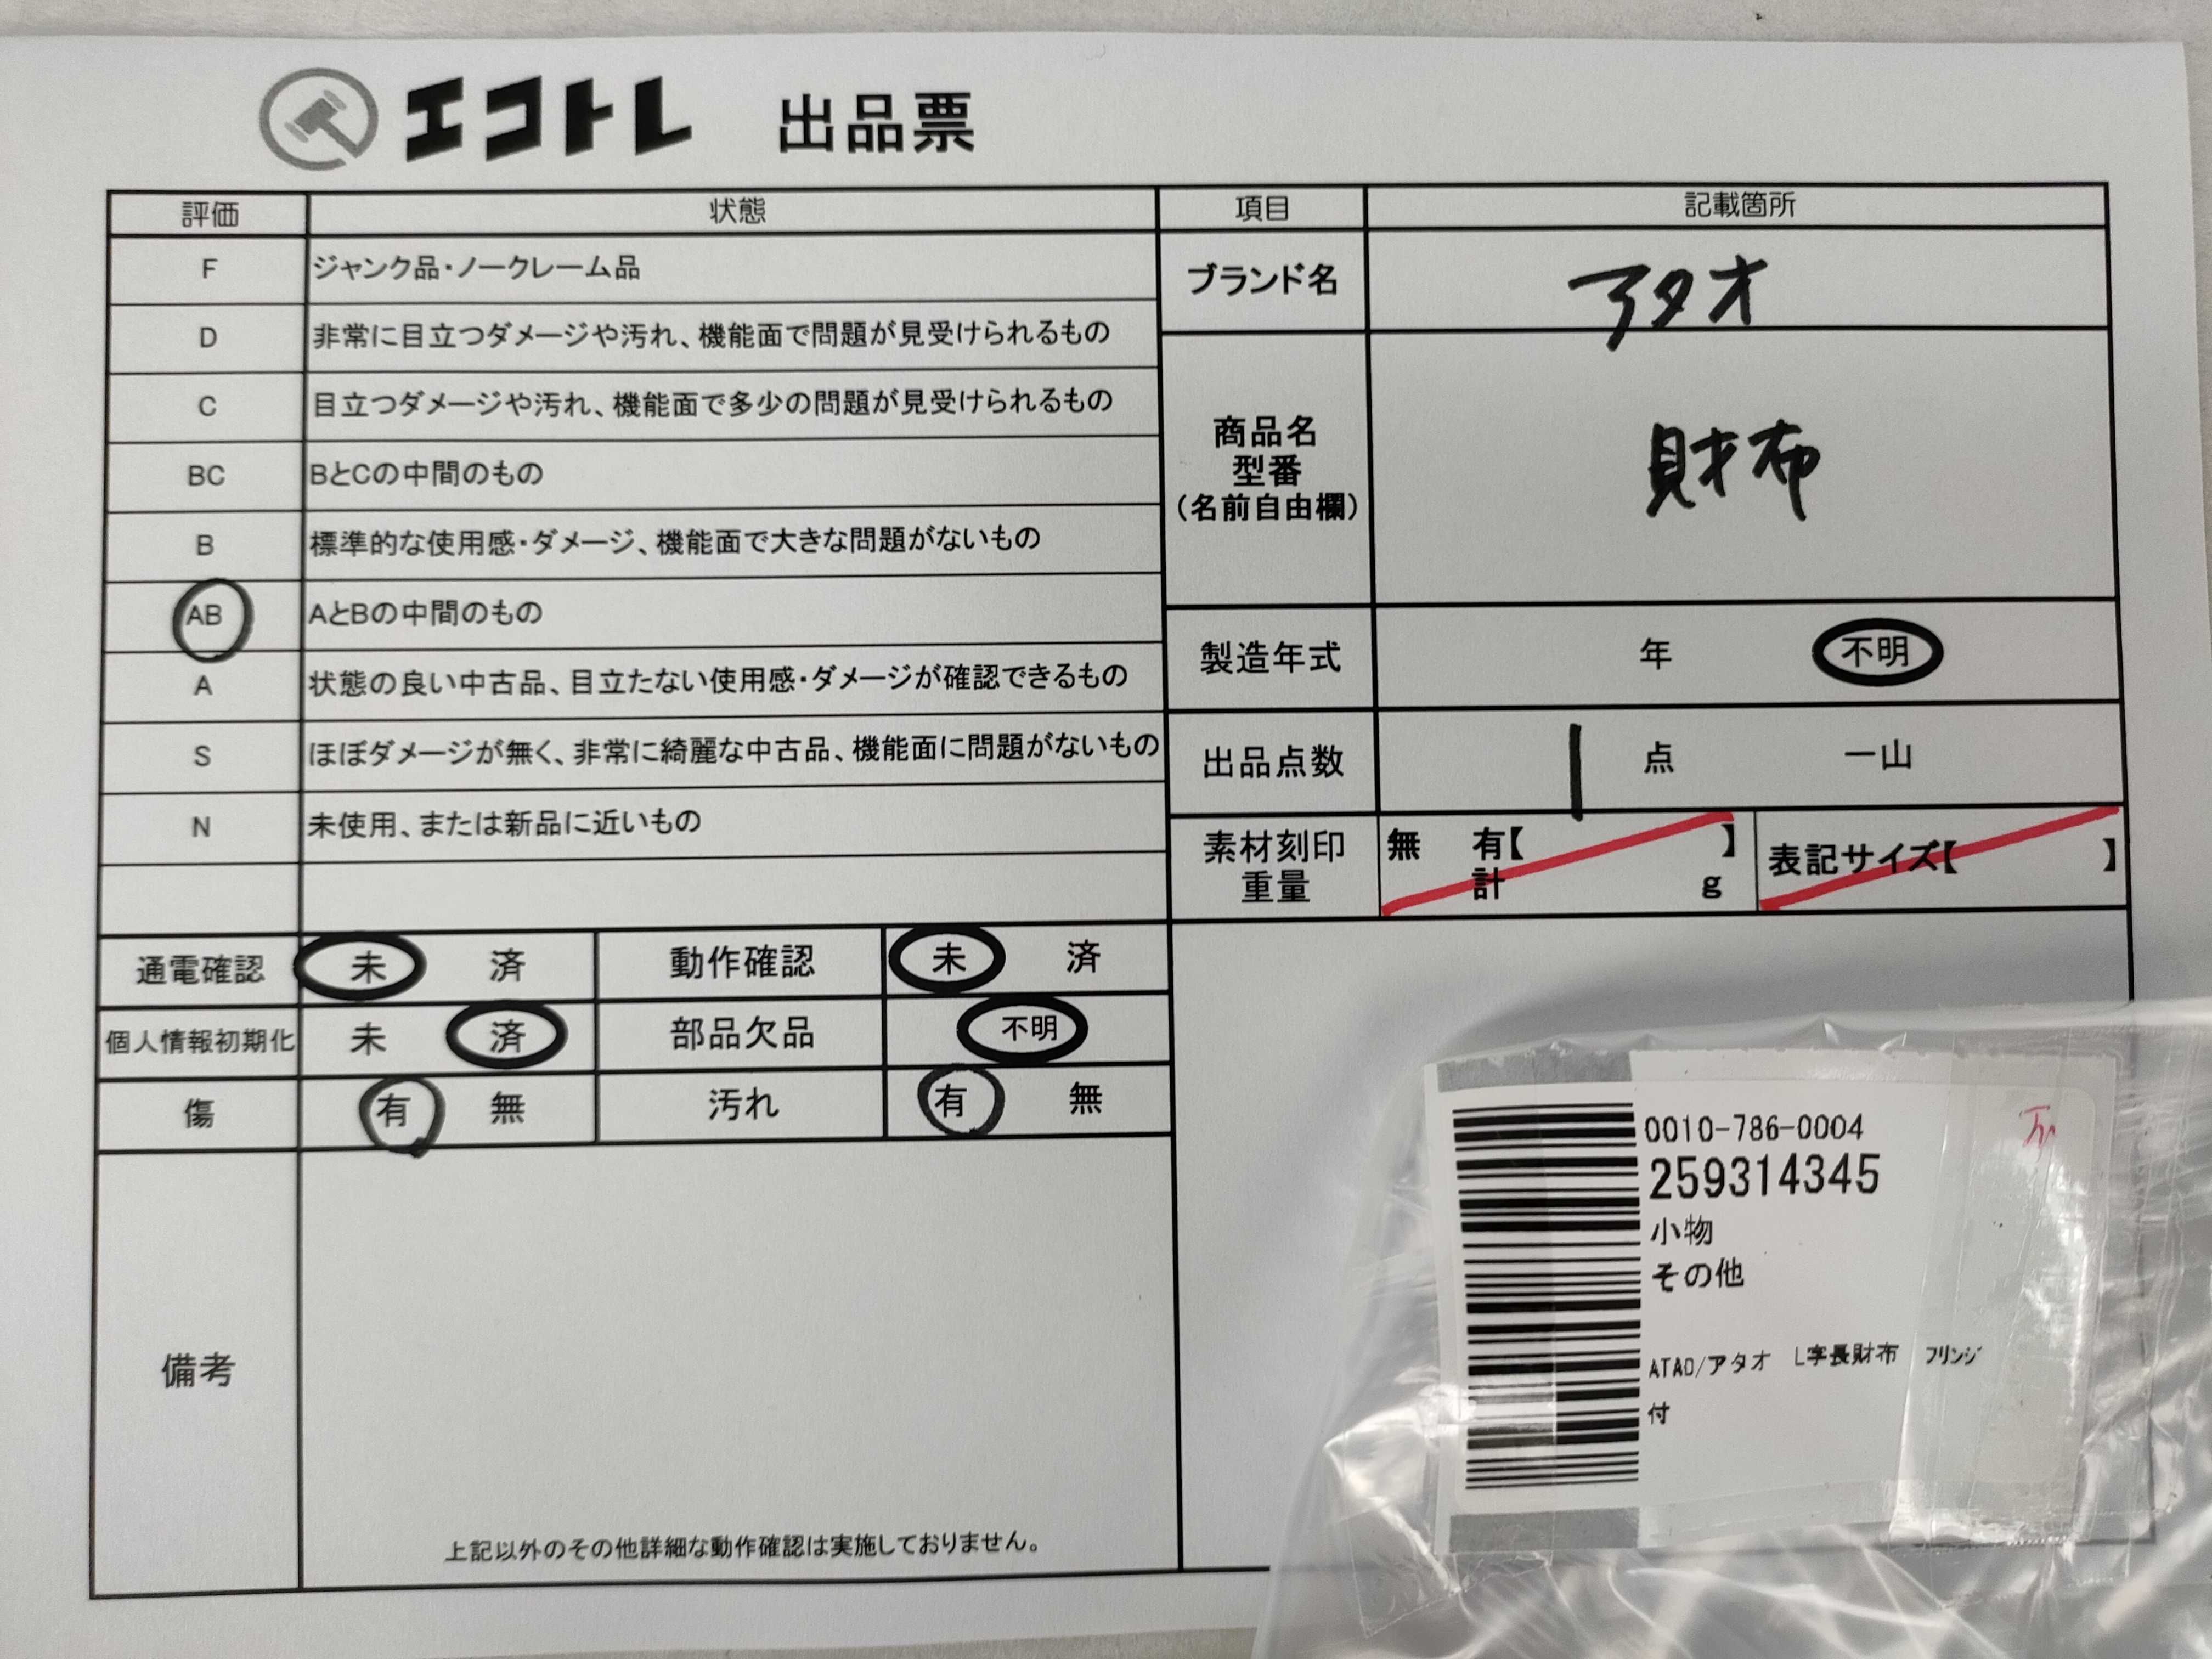 エコトレ 出品票
評価 状態 項目 記載箇所
F ジャンク品・ノークレーム品
D 非常に目立つダメージや汚れ、機能面で問題が見受けられるもの
C 目立つダメージや汚れ、機能面で多少の問題が見受けられるもの
BC BとCの中間のもの
B 標準的な使用感・ダメージ、機能面で大きな問題がないもの
AB AとBの中間のもの
A 状態の良い中古品、目立たない使用感・ダメージが確認できるもの
S ほぼダメージが無く、非常に綺麗な中古品、機能面に問題がないもの
N 未使用、または新品に近いもの
ブランド名 アタオ
商品名
型番
(名前自由欄)
財布
製造年式 年 不明
出品点数 1 点 一山
素材刻印
重量
無 有【 】
計 g
表記サイズ【 】
通電確認 未 済 動作確認 未 済
個人情報初期化 未 済 部品欠品 不明
傷 有 無 汚れ 有 無
備考
上記以外のその他詳細な動作確認は実施しておりません。
0010-786-0004
259314345
小物
その他
ATAO/アタオ L字長財布 フリンジ
付